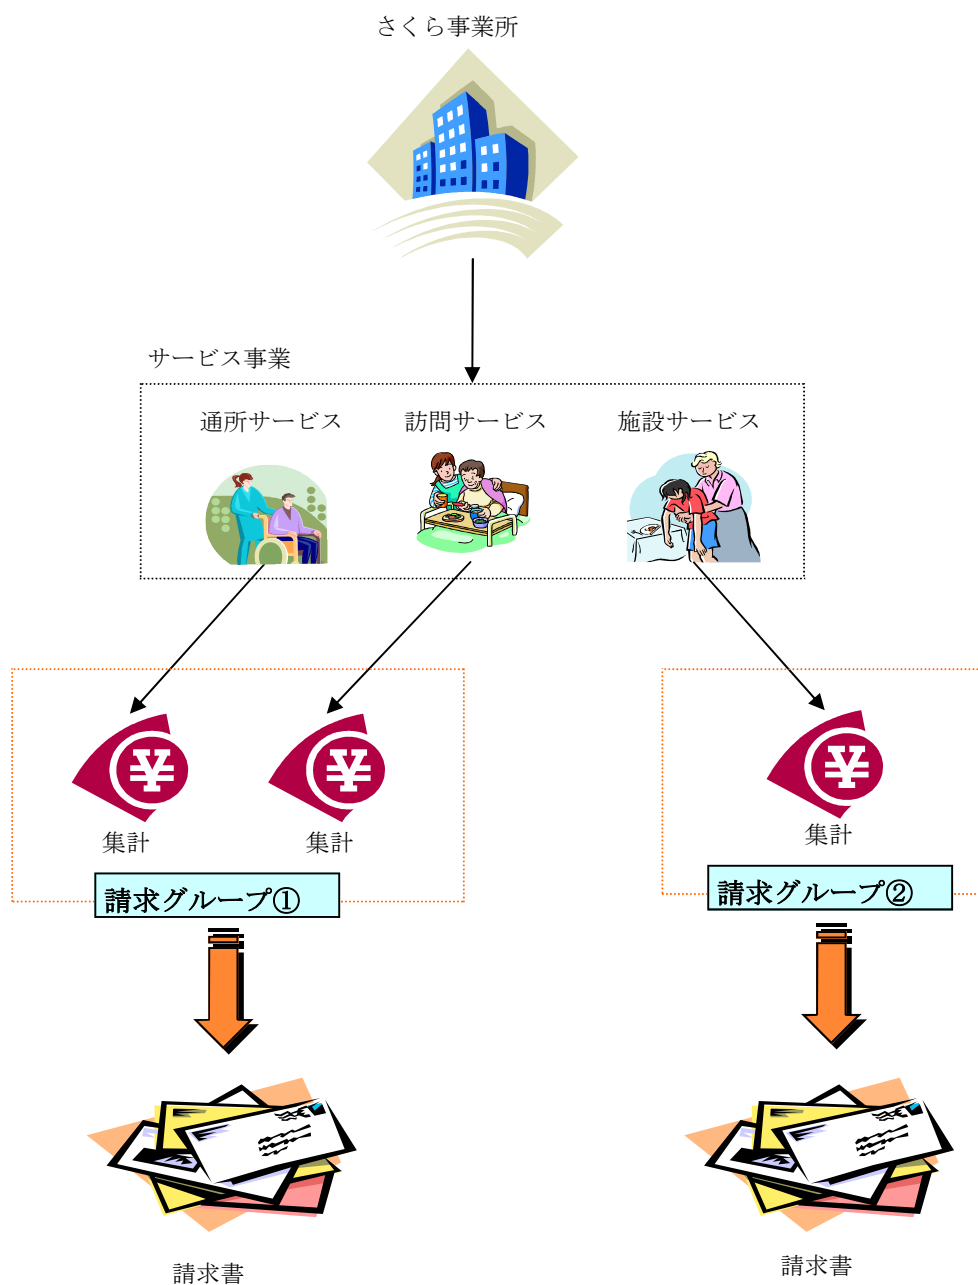 さくら事業所
サービス事業
通所サービス
訪問サービス
施設サービス
集計
集計
集計
請求グループ①
請求グループ②
請求書
請求書